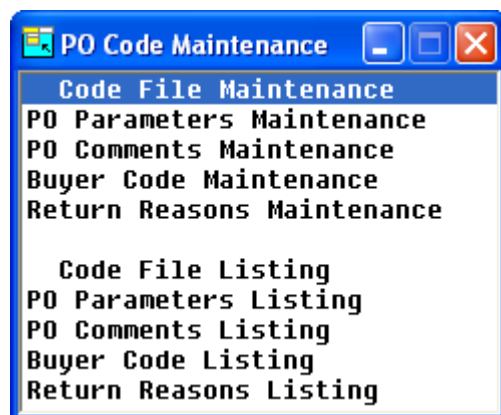 PO Code Maintenance
Code File Maintenance
PO Parameters Maintenance
PO Comments Maintenance
Buyer Code Maintenance
Return Reasons Maintenance
Code File Listing
PO Parameters Listing
PO Comments Listing
Buyer Code Listing
Return Reasons Listing